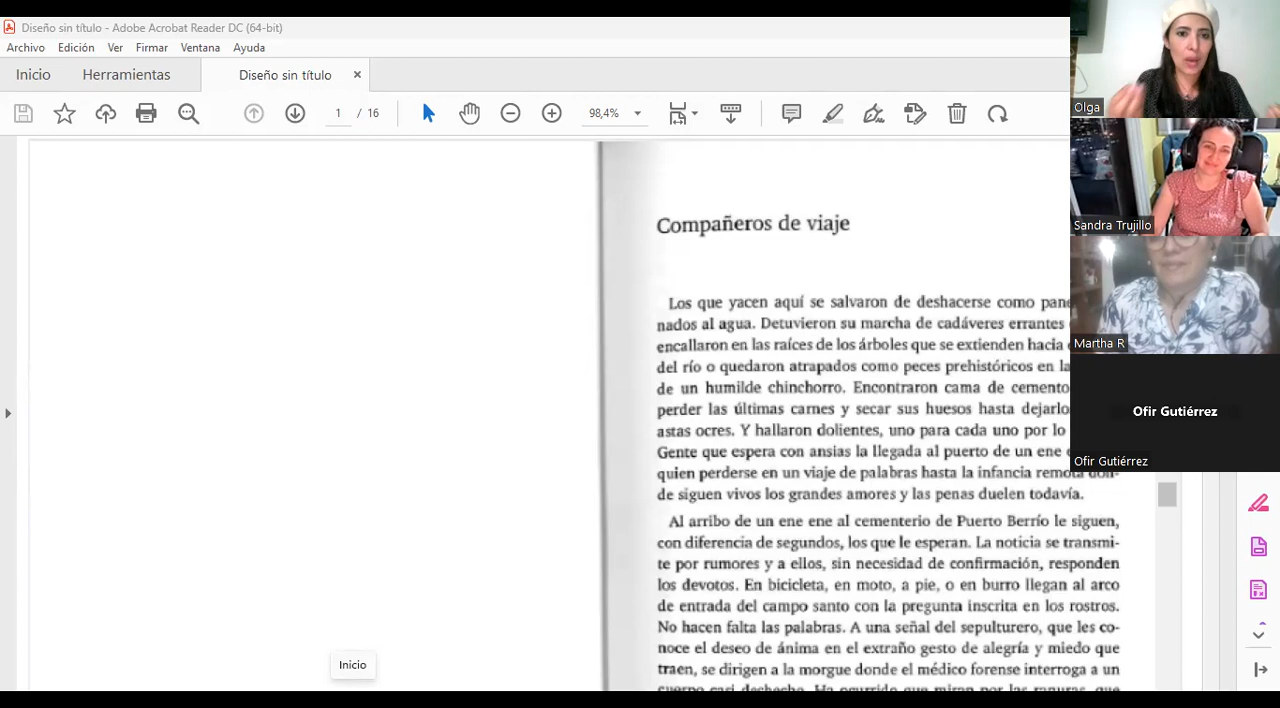 Diseño sin título - Adobe Acrobat Reader DC (64-bit)
Archivo Edición Ver Firmar Ventana Ayuda
Inicio Herramientas Diseño sin título ×
1 / 16 98,4%
Compañeros de viaje
Los que yacen aquí se salvaron de deshacerse como
nados al agua. Detuvieron su marcha de cadáveres errantes
encallaron en las raíces de los árboles que se extienden hacia
del río o quedaron atrapados como peces prehistóricos en la
de un humilde chinchorro. Encontraron cama de cemento
perder las últimas carnes y secar sus huesos hasta
astas ocres. Y hallaron dolientes, uno para cada uno por lo
Gente que espera con ansias la llegada al puerto de un ene
quien perderse en un viaje de palabras hasta la infancia remota don-
de siguen vivos los grandes amores y las penas duelen todavía.
Al arribo de un ene ene al cementerio de Puerto Berrío le siguen,
con diferencia de segundos, los que le esperan. La noticia se transmi-
te por rumores y a ellos, sin necesidad de confirmación, responden
los devotos. En bicicleta, en moto, a pie, o en burro llegan al arco
de entrada del campo santo con la pregunta inscrita en los rostros.
No hacen falta las palabras. A una señal del sepulturero, que les co-
noce el deseo de ánima en el extraño gesto de alegría y miedo que
traen, se dirigen a la morgue donde el médico forense interroga a un
cuerpo casi deshecho. Ha ocurrido que miran por las ranuras, que
Inicio
Olga
Sandra Trujillo
Martha R
Ofir Gutiérrez
Ofir Gutiérrez